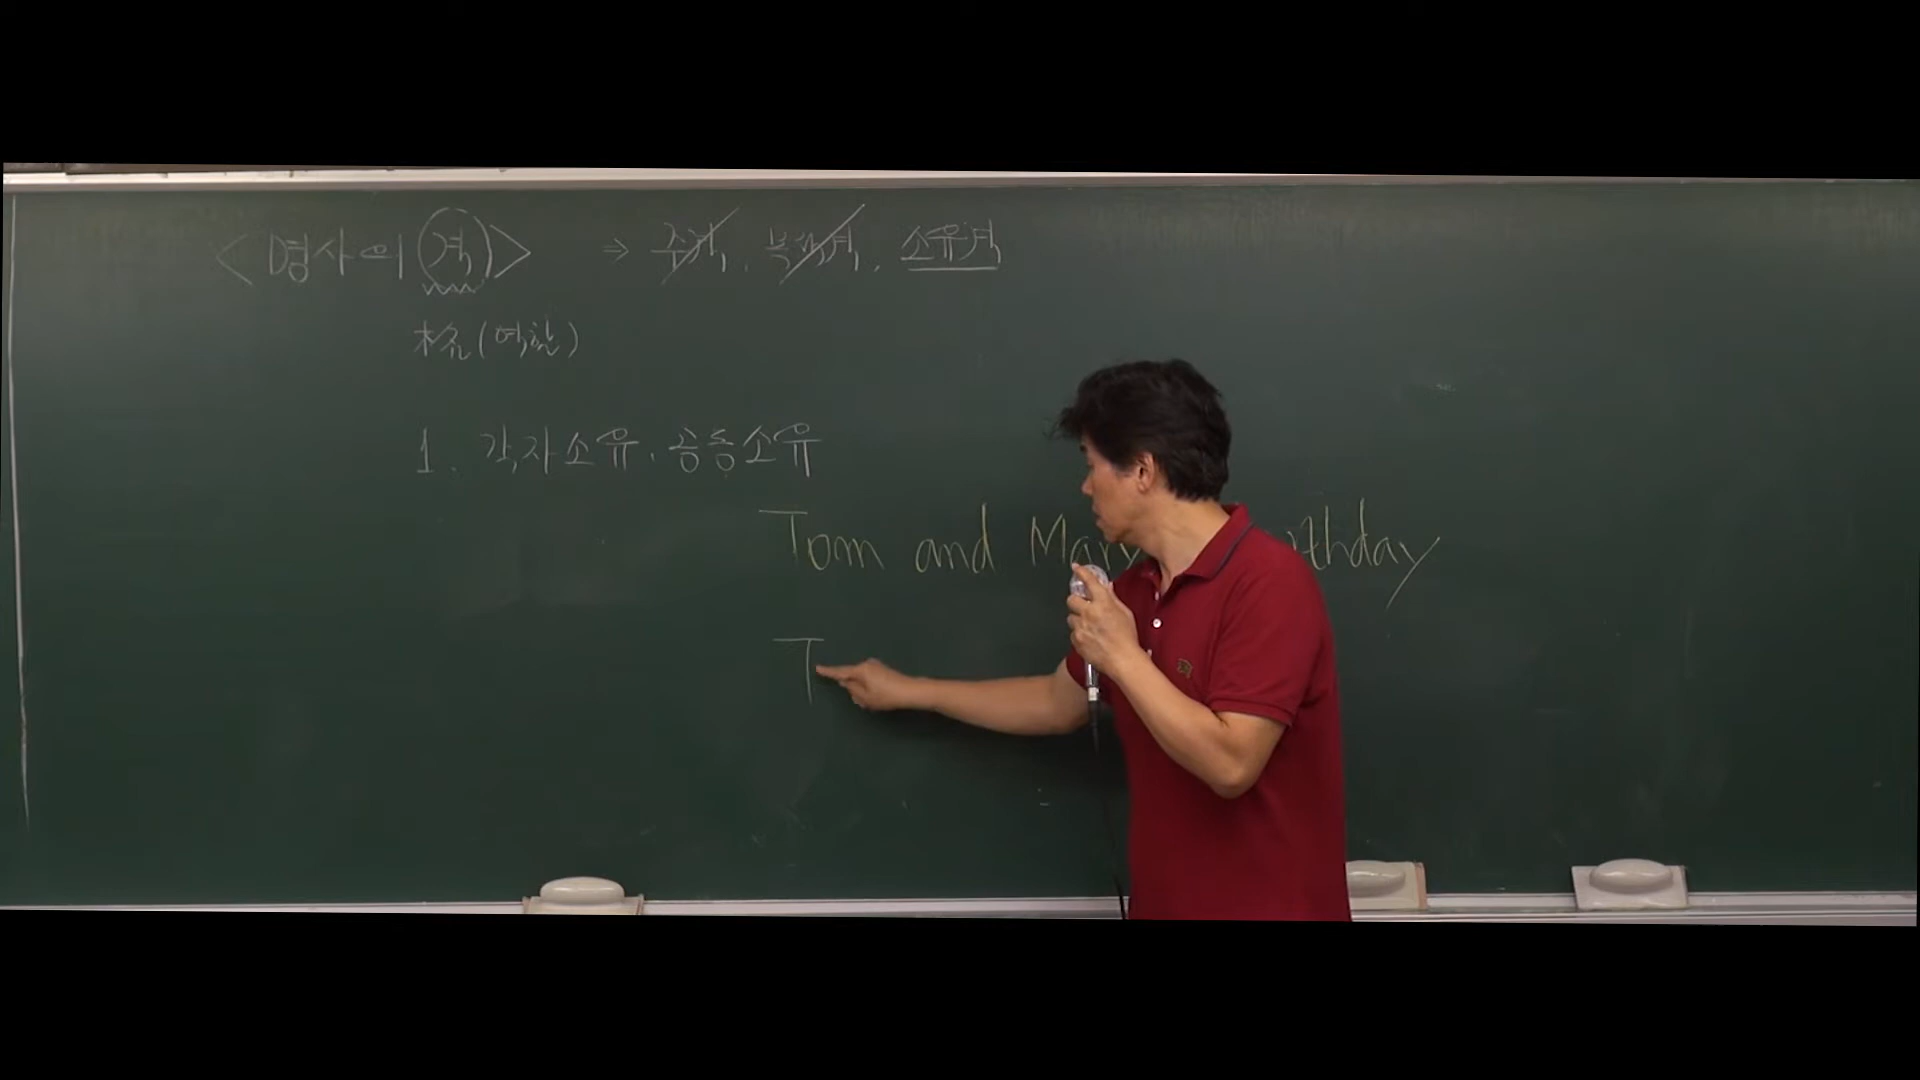 <명사의 격> ⇒ 주격, 목적격, 소유격
格(역할)
1. 각자소유, 공동소유
Tom and Mary
T